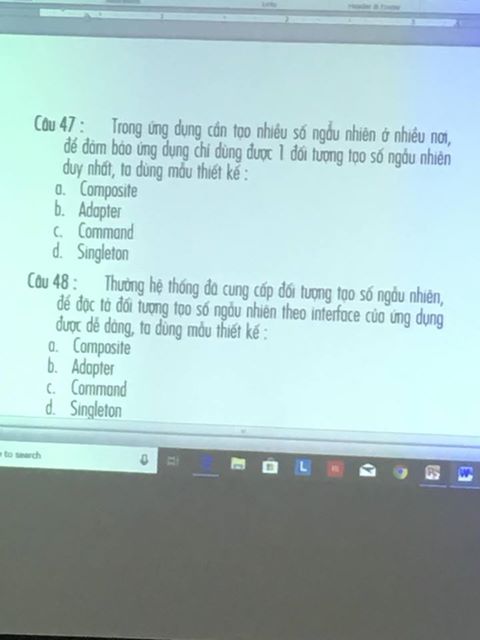 Câu 47 : Trong ứng dụng cần tạo nhiều số ngẫu nhiên ở nhiều nơi,
để đảm bảo ứng dụng chỉ dùng được 1 đối tượng tạo số ngẫu nhiên
duy nhất, ta dùng mẫu thiết kế :
a. Composite
b. Adapter
c. Command
d. Singleton
Câu 48 : Thường hệ thống đã cung cấp đối tượng tạo số ngẫu nhiên,
để đặc tả đối tượng tạo số ngẫu nhiên theo interface của ứng dụng
được dễ dàng, ta dùng mẫu thiết kế :
a. Composite
b. Adapter
c. Command
d. Singleton
to search